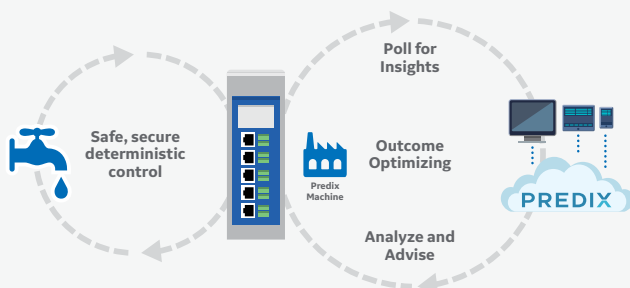 Poll for
Insights
Safe, secure
deterministic
control
Outcome
Optimizing
Predix
Machine
PREDIX
Analyze and
Advise